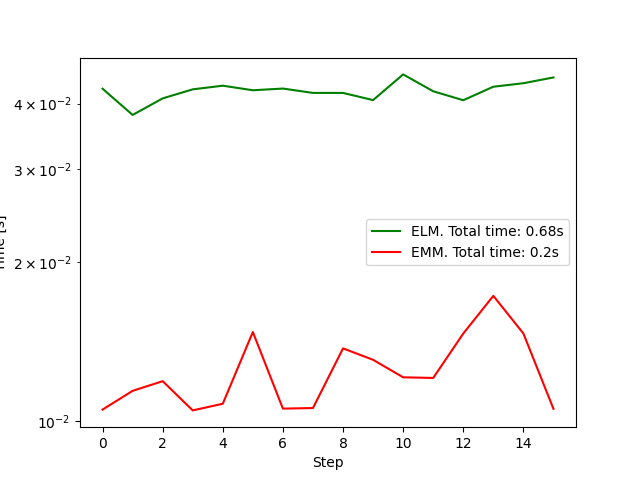 4 × 10⁻²
3 × 10⁻²
2 × 10⁻²
10⁻²
Time [s]
ELM. Total time: 0.68s
EMM. Total time: 0.2s
0 2 4 6 8 10 12 14
Step